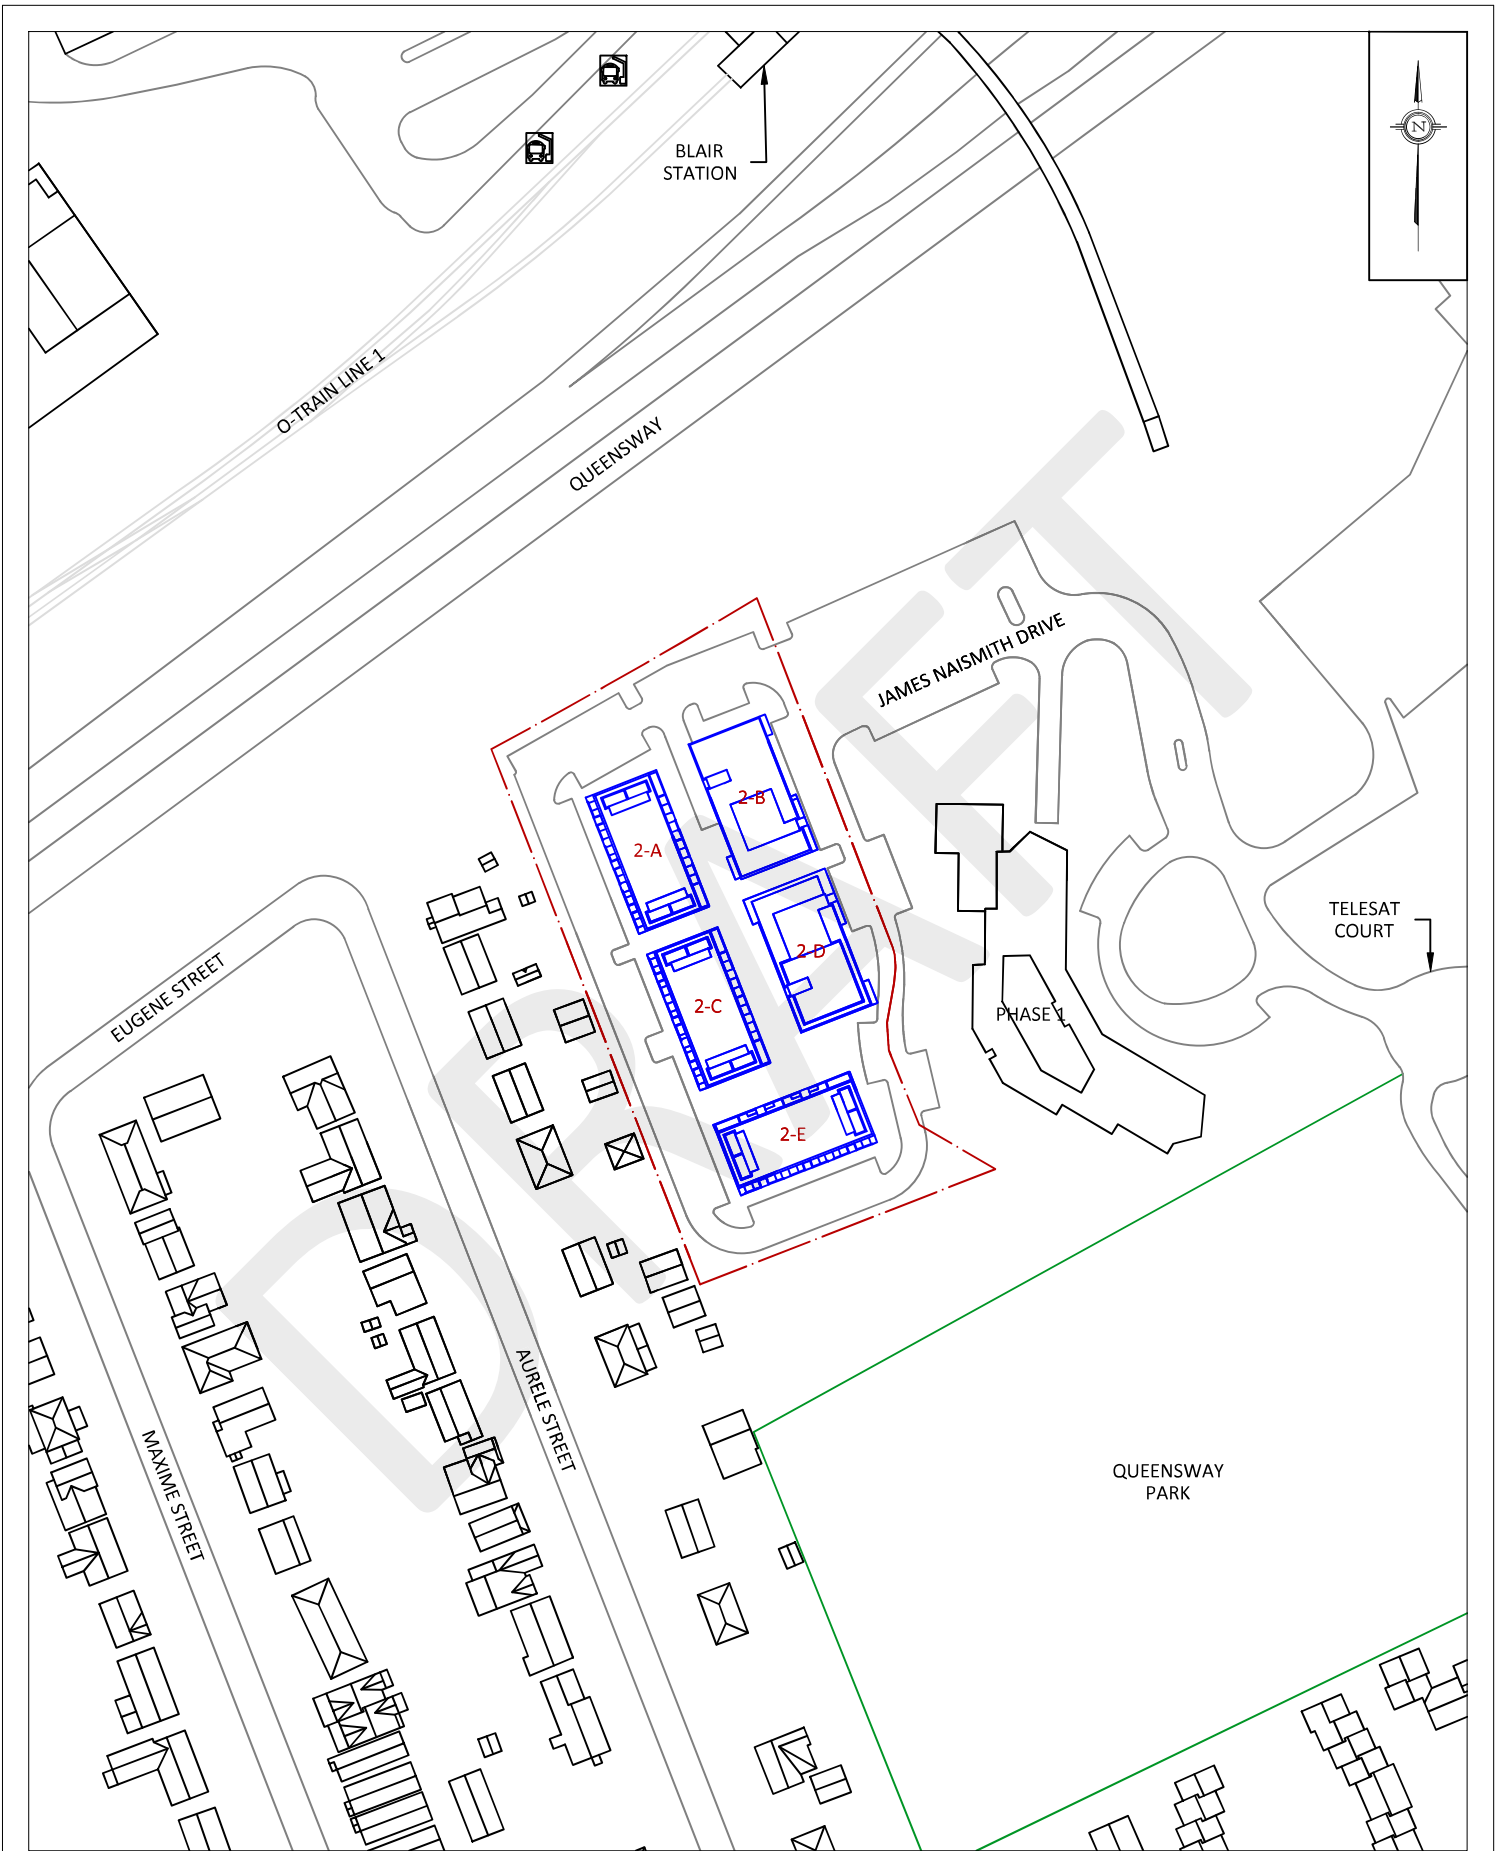 BLAIR
STATION
N
O-TRAIN LINE 1
QUEENSWAY
JAMES NAISMITH DRIVE
2-B
2-A
TELESAT
COURT
2-D
EUGENE STREET
2-C
PHASE 1
2-E
AURELE STREET
MAXIME STREET
QUEENSWAY
PARK
DRAFT